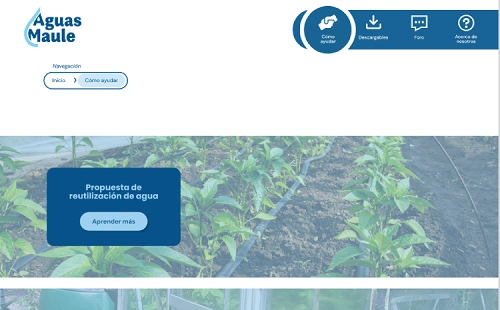 Aguas
Maule
Cómo
ayudar
Descargables
Foro
Acerca de
nosotros
Navegación
Inicio
Cómo ayudar
Propuesta de
reutilización de agua
Aprender más